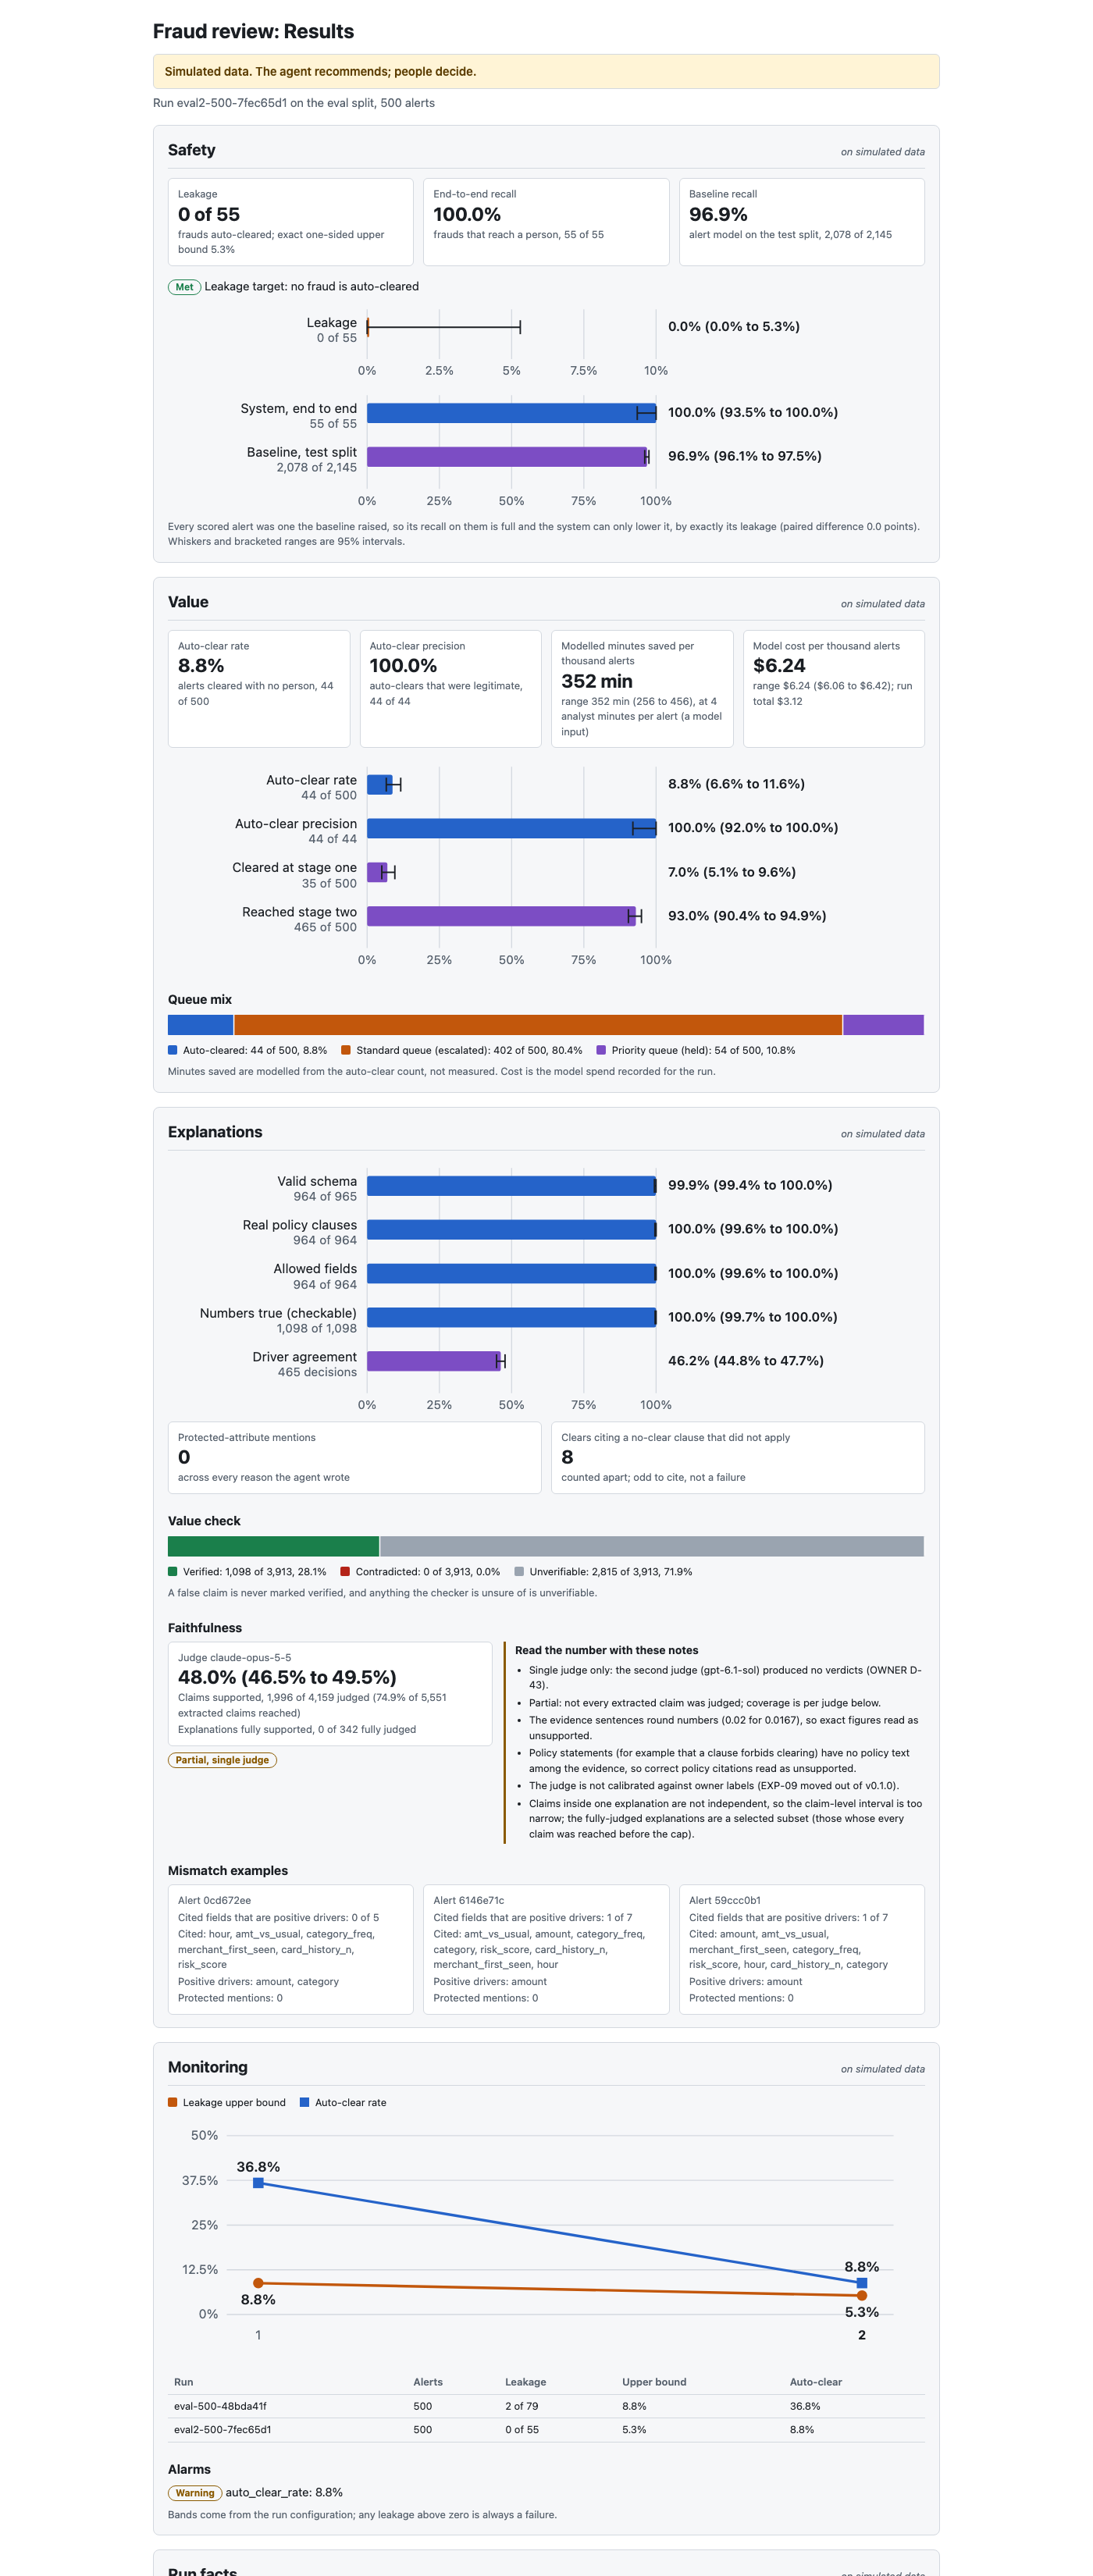 Fraud review: Results
Simulated data. The agent recommends; people decide.
Run eval2-500-7fec65d1 on the eval split, 500 alerts
Safety
on simulated data
Leakage
0 of 55
frauds auto-cleared; exact one-sided upper
bound 5.3%
End-to-end recall
100.0%
frauds that reach a person, 55 of 55
Baseline recall
96.9%
alert model on the test split, 2,078 of 2,145
Met Leakage target: no fraud is auto-cleared
Leakage
0 of 55
0.0% (0.0% to 5.3%)
0% 2.5% 5% 7.5% 10%
System, end to end
55 of 55
100.0% (93.5% to 100.0%)
Baseline, test split
2,078 of 2,145
96.9% (96.1% to 97.5%)
0% 25% 50% 75% 100%
Every scored alert was one the baseline raised, so its recall on them is full and the system can only lower it, by exactly its leakage (paired difference 0.0 points).
Whiskers and bracketed ranges are 95% intervals.
Value
on simulated data
Auto-clear rate
8.8%
alerts cleared with no person, 44
of 500
Auto-clear precision
100.0%
auto-clears that were legitimate,
44 of 44
Modelled minutes saved per
thousand alerts
352 min
range 352 min (256 to 456), at 4
analyst minutes per alert (a model
input)
Model cost per thousand alerts
$6.24
range $6.24 ($6.06 to $6.42); run
total $3.12
Auto-clear rate
44 of 500
8.8% (6.6% to 11.6%)
Auto-clear precision
44 of 44
100.0% (92.0% to 100.0%)
Cleared at stage one
35 of 500
7.0% (5.1% to 9.6%)
Reached stage two
465 of 500
93.0% (90.4% to 94.9%)
0% 25% 50% 75% 100%
Queue mix
Auto-cleared: 44 of 500, 8.8% Standard queue (escalated): 402 of 500, 80.4% Priority queue (held): 54 of 500, 10.8%
Minutes saved are modelled from the auto-clear count, not measured. Cost is the model spend recorded for the run.
Explanations
on simulated data
Valid schema
964 of 965
99.9% (99.4% to 100.0%)
Real policy clauses
964 of 964
100.0% (99.6% to 100.0%)
Allowed fields
964 of 964
100.0% (99.6% to 100.0%)
Numbers true (checkable)
1,098 of 1,098
100.0% (99.7% to 100.0%)
Driver agreement
465 decisions
46.2% (44.8% to 47.7%)
0% 25% 50% 75% 100%
Protected-attribute mentions
0
across every reason the agent wrote
Clears citing a no-clear clause that did not apply
8
counted apart; odd to cite, not a failure
Value check
Verified: 1,098 of 3,913, 28.1% Contradicted: 0 of 3,913, 0.0% Unverifiable: 2,815 of 3,913, 71.9%
A false claim is never marked verified, and anything the checker is unsure of is unverifiable.
Faithfulness
Judge claude-opus-5-5
48.0% (46.5% to 49.5%)
Claims supported, 1,996 of 4,159 judged (74.9% of 5,551
extracted claims reached)
Explanations fully supported, 0 of 342 fully judged
Partial, single judge
Read the number with these notes
• Single judge only: the second judge (gpt-6.1-sol) produced no verdicts (OWNER D-
43).
• Partial: not every extracted claim was judged; coverage is per judge below.
• The evidence sentences round numbers (0.02 for 0.0167), so exact figures read as
unsupported.
• Policy statements (for example that a clause forbids clearing) have no policy text
among the evidence, so correct policy citations read as unsupported.
• The judge is not calibrated against owner labels (EXP-09 moved out of v0.1.0).
• Claims inside one explanation are not independent, so the claim-level interval is too
narrow; the fully-judged explanations are a selected subset (those whose every
claim was reached before the cap).
Mismatch examples
Alert 0cd672ee
Cited fields that are positive drivers: 0 of 5
Cited: hour, amt_vs_usual, category_freq,
merchant_first_seen, card_history_n,
risk_score
Positive drivers: amount, category
Protected mentions: 0
Alert 6146e71c
Cited fields that are positive drivers: 1 of 7
Cited: amt_vs_usual, amount, category_freq,
category, risk_score, card_history_n,
merchant_first_seen, hour
Positive drivers: amount
Protected mentions: 0
Alert 59ccc0b1
Cited fields that are positive drivers: 1 of 7
Cited: amount, amt_vs_usual,
merchant_first_seen, category_freq,
risk_score, hour, card_history_n, category
Positive drivers: amount
Protected mentions: 0
Monitoring
on simulated data
Leakage upper bound Auto-clear rate
50%
37.5%
25%
12.5%
0%
36.8%
8.8%
8.8%
5.3%
1 2
Run Alerts Leakage Upper bound Auto-clear
eval-500-48bda41f 500 2 of 79 8.8% 36.8%
eval2-500-7fec65d1 500 0 of 55 5.3% 8.8%
Alarms
Warning auto_clear_rate: 8.8%
Bands come from the run configuration; any leakage above zero is always a failure.
Run facts
on simulated data